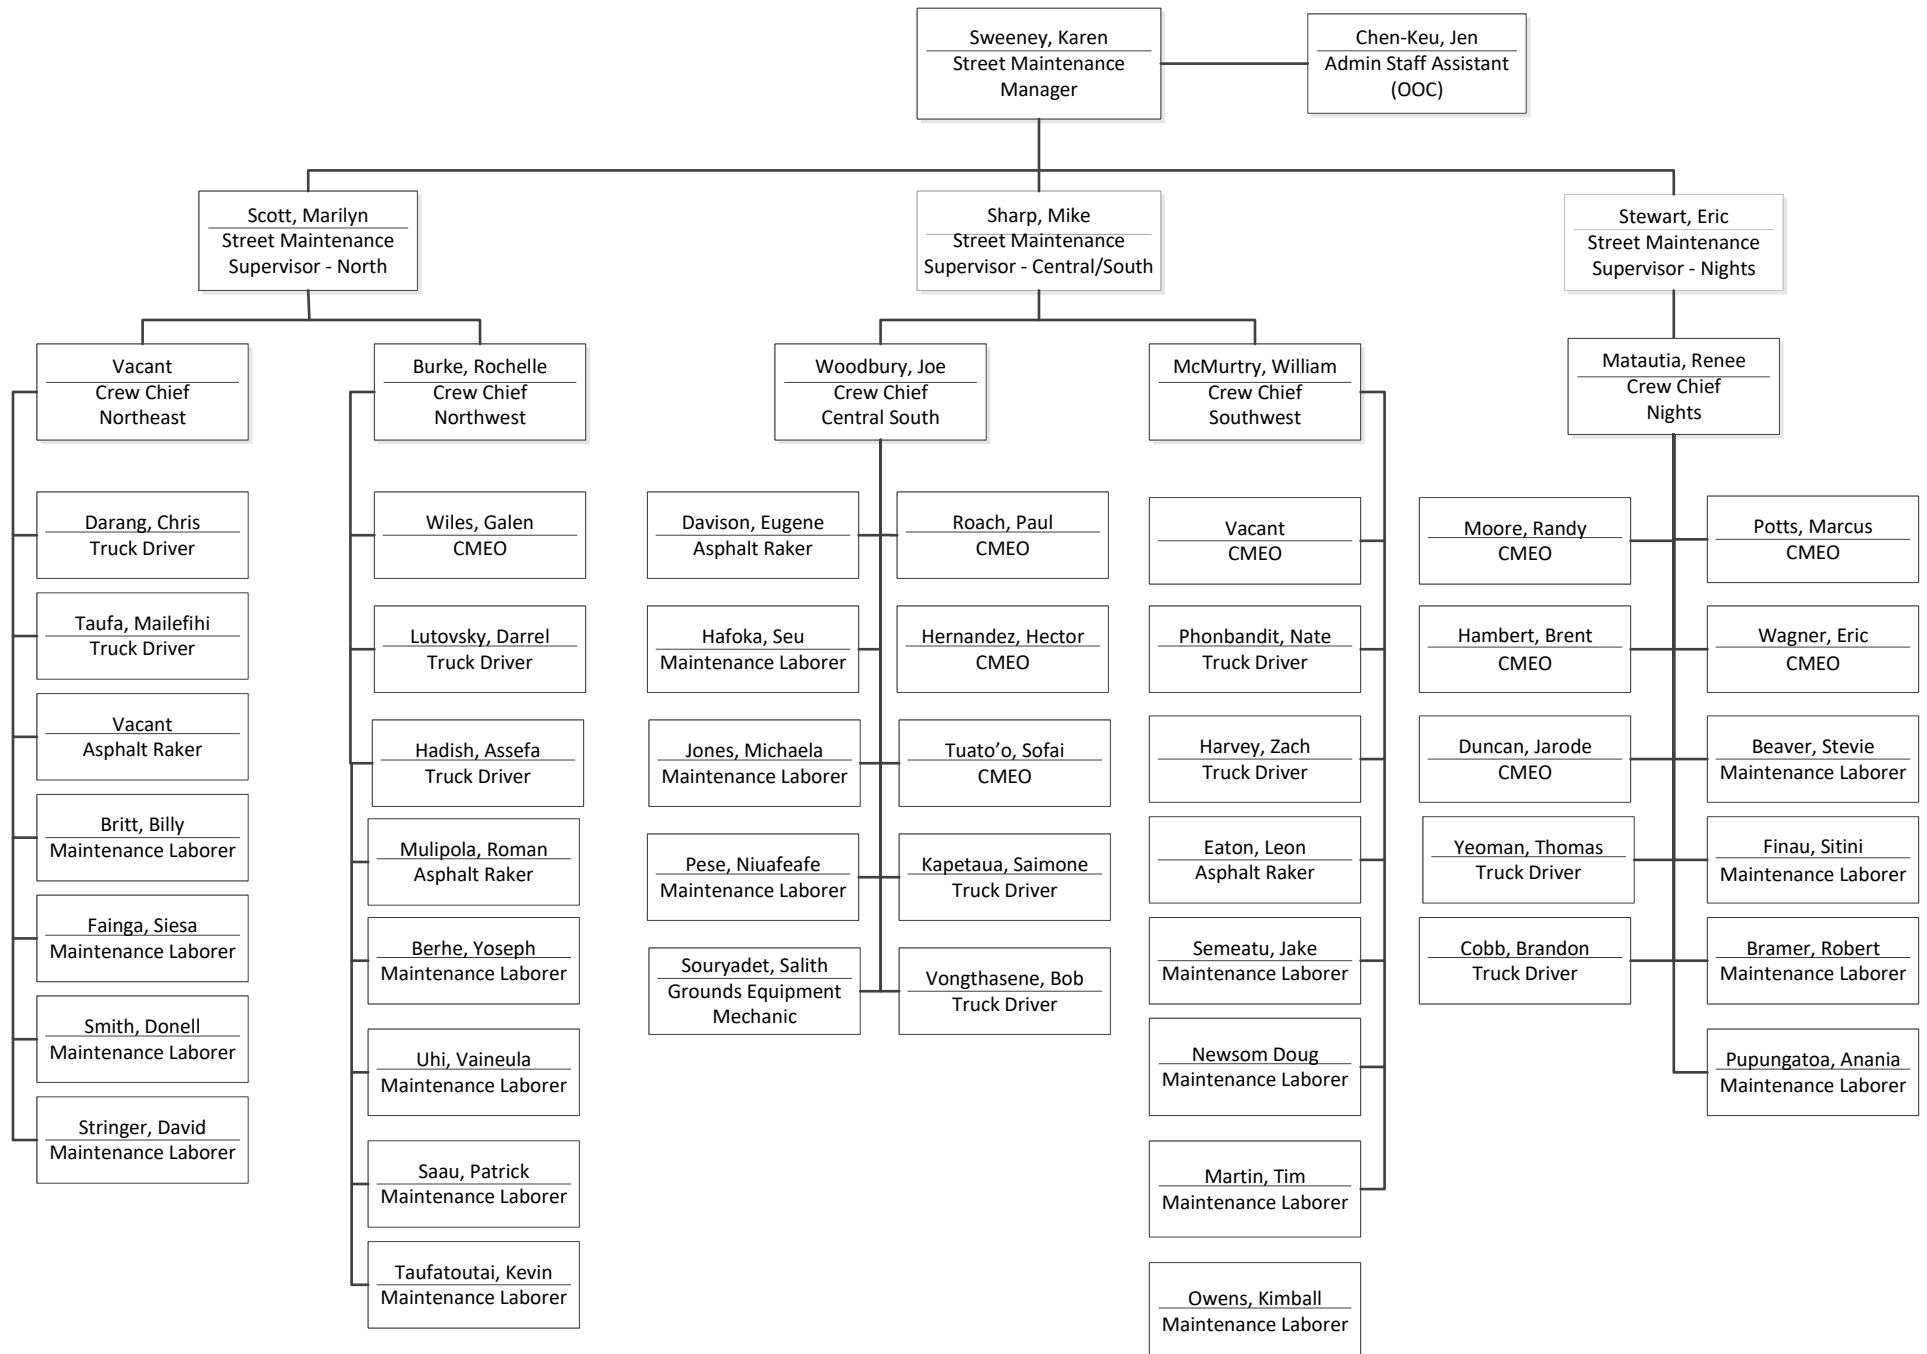 Sweeney, Karen
Street Maintenance
Manager
Chen-Keu, Jen
Admin Staff Assistant
(OOC)
Scott, Marilyn
Street Maintenance
Supervisor - North
Sharp, Mike
Street Maintenance
Supervisor - Central/South
Stewart, Eric
Street Maintenance
Supervisor - Nights
Vacant
Crew Chief
Northeast
Burke, Rochelle
Crew Chief
Northwest
Woodbury, Joe
Crew Chief
Central South
McMurtry, William
Crew Chief
Southwest
Matautia, Renee
Crew Chief
Nights
Darang, Chris
Truck Driver
Taufa, Mailefihi
Truck Driver
Vacant
Asphalt Raker
Britt, Billy
Maintenance Laborer
Fainga, Siesa
Maintenance Laborer
Smith, Donell
Maintenance Laborer
Stringer, David
Maintenance Laborer
Wiles, Galen
CMEO
Lutovsky, Darrel
Truck Driver
Hadish, Assefa
Truck Driver
Mulipola, Roman
Asphalt Raker
Berhe, Yoseph
Maintenance Laborer
Uhi, Vaineula
Maintenance Laborer
Saau, Patrick
Maintenance Laborer
Taufatoutai, Kevin
Maintenance Laborer
Davison, Eugene
Asphalt Raker
Hafoka, Seu
Maintenance Laborer
Jones, Michaela
Maintenance Laborer
Pese, Niuafeafe
Maintenance Laborer
Souryadet, Salith
Grounds Equipment
Mechanic
Roach, Paul
CMEO
Hernandez, Hector
CMEO
Tuato’o, Sofai
CMEO
Kapetaua, Saimone
Truck Driver
Vongthasene, Bob
Truck Driver
Vacant
CMEO
Phonbandit, Nate
Truck Driver
Harvey, Zach
Truck Driver
Eaton, Leon
Asphalt Raker
Semeatu, Jake
Maintenance Laborer
Newsom Doug
Maintenance Laborer
Martin, Tim
Maintenance Laborer
Owens, Kimball
Maintenance Laborer
Moore, Randy
CMEO
Hambert, Brent
CMEO
Duncan, Jarode
CMEO
Yeoman, Thomas
Truck Driver
Cobb, Brandon
Truck Driver
Potts, Marcus
CMEO
Wagner, Eric
CMEO
Beaver, Stevie
Maintenance Laborer
Finau, Sitini
Maintenance Laborer
Bramer, Robert
Maintenance Laborer
Pupungatoa, Anania
Maintenance Laborer